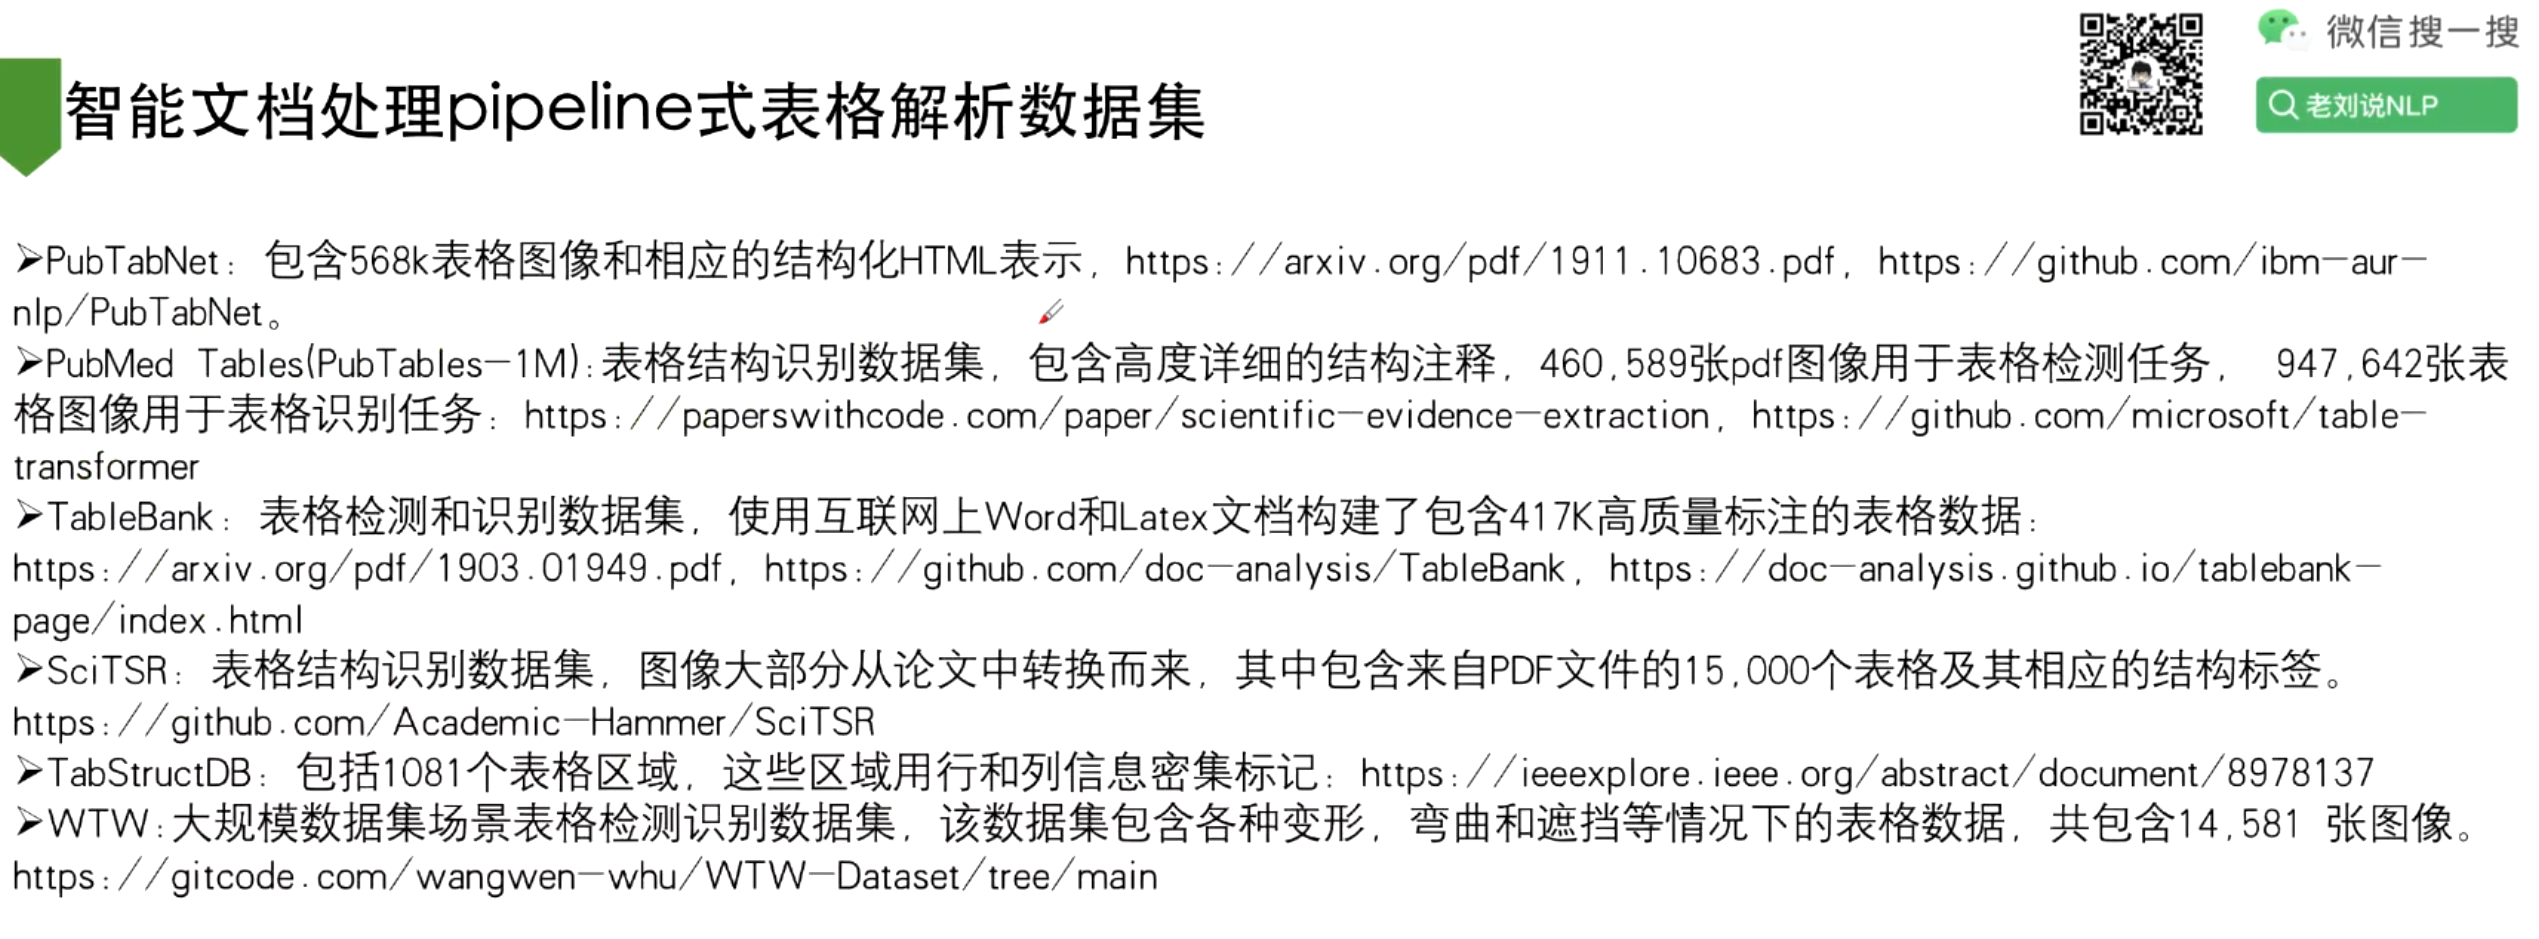 微信搜一搜
老刘说NLP
智能文档处理pipeline式表格解析数据集
➢PubTabNet：包含568k表格图像和相应的结构化HTML表示，https://arxiv.org/pdf/1911.10683.pdf，https://github.com/ibm-aur-
nlp/PubTabNet。
➢PubMed Tables(PubTables-1M):表格结构识别数据集，包含高度详细的结构注释，460,589张pdf图像用于表格检测任务， 947,642张表
格图像用于表格识别任务：https://paperswithcode.com/paper/scientific-evidence-extraction，https://github.com/microsoft/table-
transformer
➢TableBank：表格检测和识别数据集，使用互联网上Word和Latex文档构建了包含417K高质量标注的表格数据：
https://arxiv.org/pdf/1903.01949.pdf，https://github.com/doc-analysis/TableBank，https://doc-analysis.github.io/tablebank-
page/index.html
➢SciTSR：表格结构识别数据集，图像大部分从论文中转换而来，其中包含来自PDF文件的15,000个表格及其相应的结构标签。
https://github.com/Academic-Hammer/SciTSR
➢TabStructDB：包括1081个表格区域，这些区域用行和列信息密集标记：https://ieeexplore.ieee.org/abstract/document/8978137
➢WTW:大规模数据集场景表格检测识别数据集，该数据集包含各种变形，弯曲和遮挡等情况下的表格数据，共包含14,581 张图像。
https://gitcode.com/wangwen-whu/WTW-Dataset/tree/main